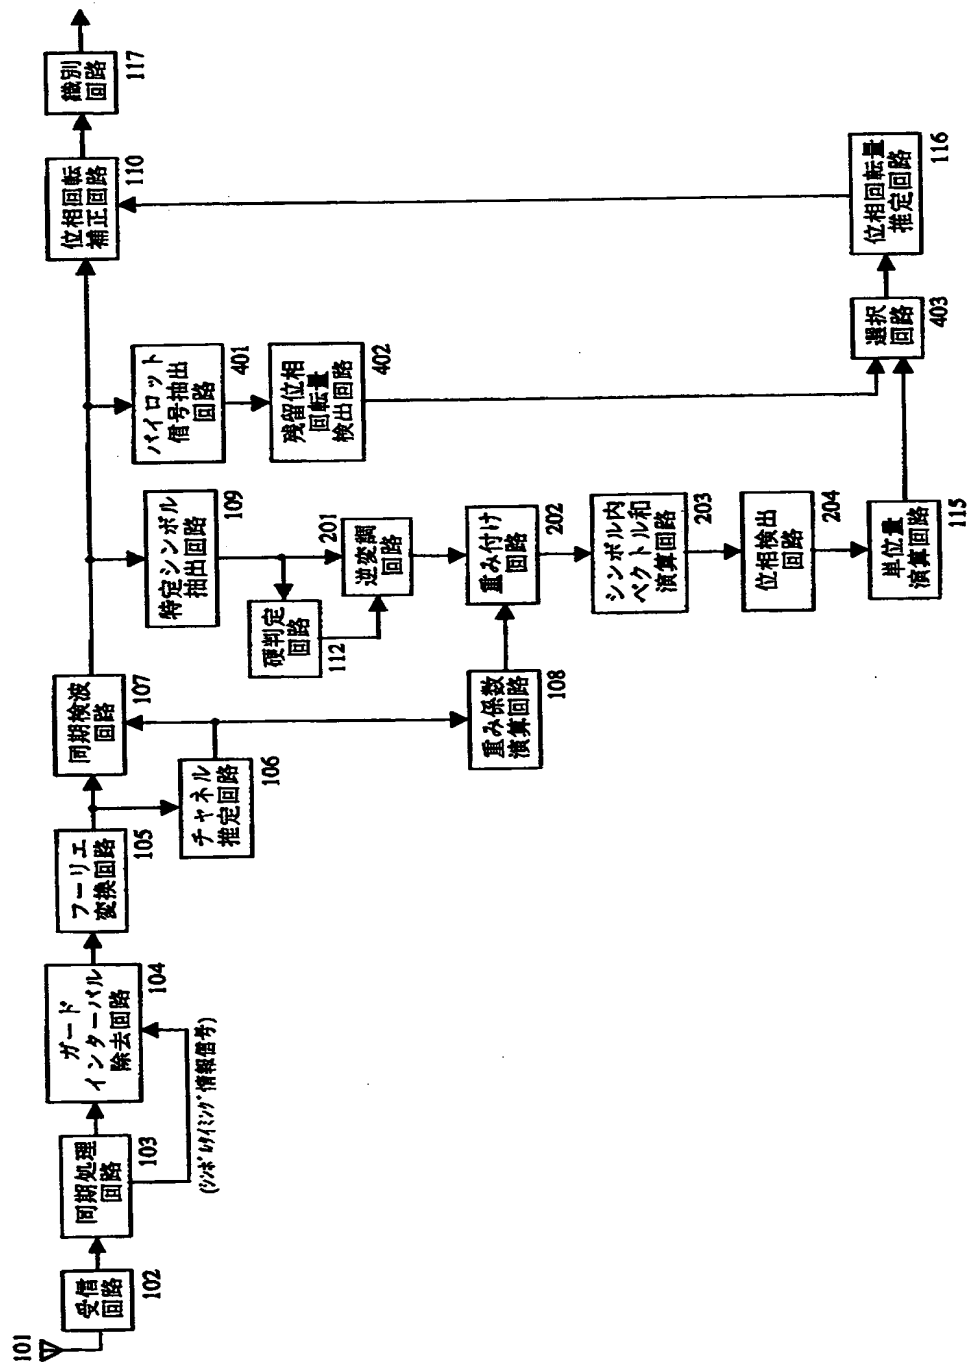 101
受信
回路
102
同期処理
回路
103
(シンボルタイミング情報信号)
ガード
インターバル
除去回路
104
フーリエ
変換回路
105
チャネル
推定回路
106
同期検波
回路
107
重み係数
演算回路
108
特定シンボル
抽出回路
109
硬判定
回路
112
逆変調
回路
201
重み付け
回路
202
シンボル内
ベクトル和
演算回路
203
位相検出
回路
204
単位量
演算回路
115
パイロット
信号抽出
回路
401
残留位相
回転量
検出回路
402
選択
回路
403
位相回転量
推定回路
116
位相回転
補正回路
110
識別
回路
117